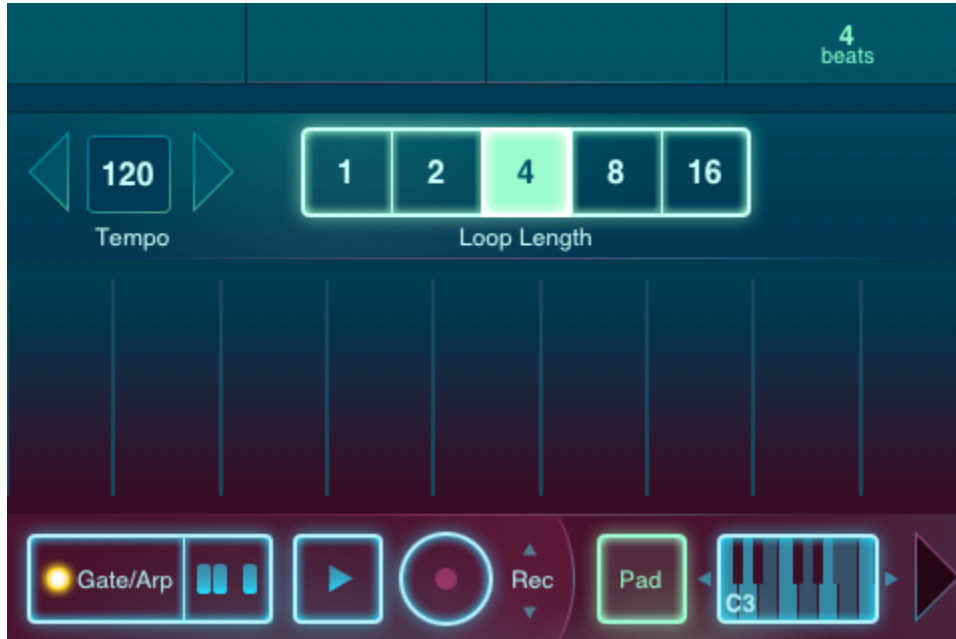 4
beats
120
1 2 4 8 16
Tempo
Loop Length
Gate/Arp
Rec
Pad
C3